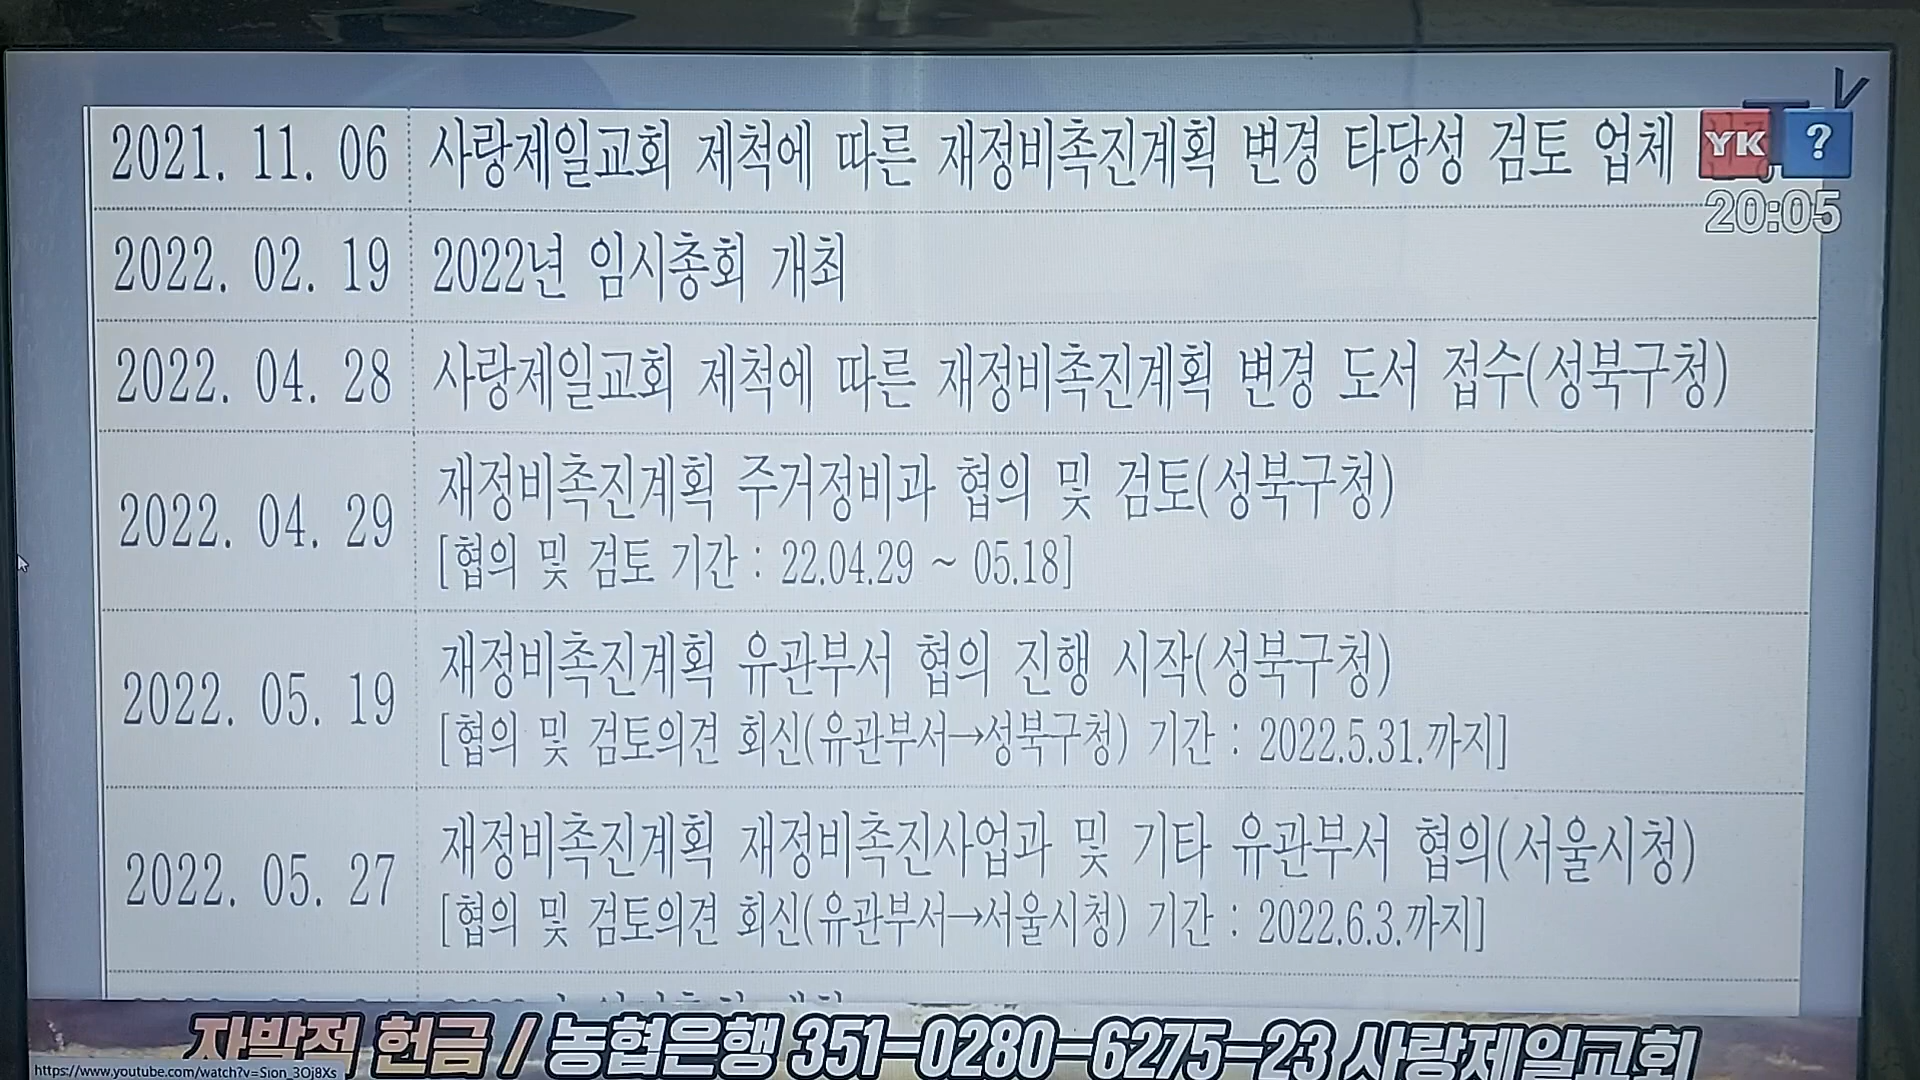 2021. 11. 06 사랑제일교회 제척에 따른 재정비촉진계획 변경 타당성 검토 업체
YK ?
TV
20:05
2022. 02. 19 2022년 임시총회 개최
2022. 04. 28 사랑제일교회 제척에 따른 재정비촉진계획 변경 도서 접수(성북구청)
2022. 04. 29 재정비촉진계획 주거정비과 협의 및 검토(성북구청)
[협의 및 검토 기간 : 22.04.29 ~ 05.18]
2022. 05. 19 재정비촉진계획 유관부서 협의 진행 시작(성북구청)
[협의 및 검토의견 회신(유관부서→성북구청) 기간 : 2022.5.31.까지]
2022. 05. 27 재정비촉진계획 재정비촉진사업과 및 기타 유관부서 협의(서울시청)
[협의 및 검토의견 회신(유관부서→서울시청) 기간 : 2022.6.3.까지]
자발적 헌금 / 농협은행 351-0280-6275-23 사랑제일교회
https://www.youtube.com/watch?v=Sion_3Oj8Xs